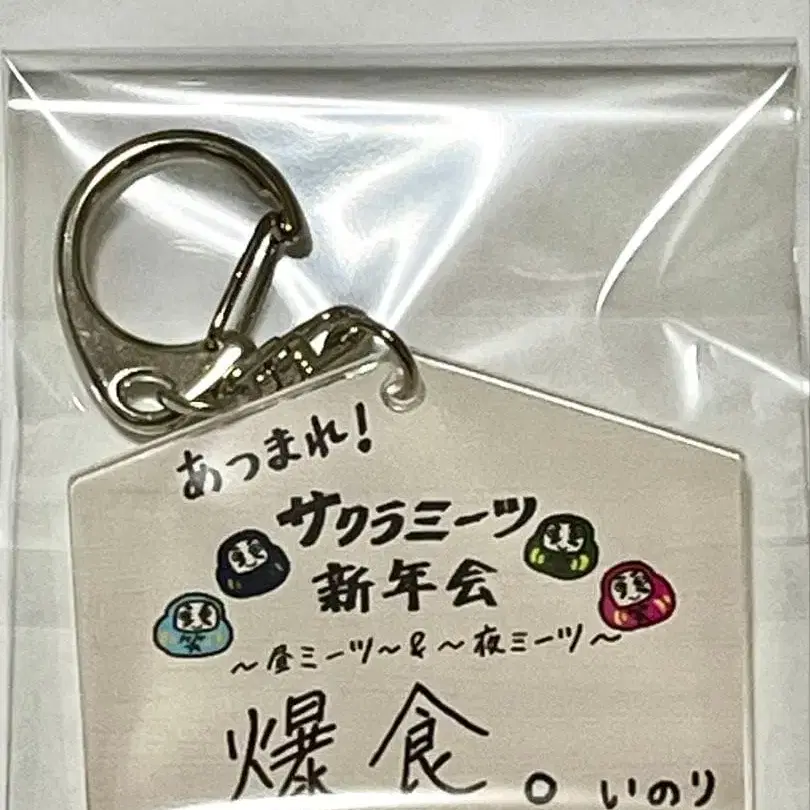 あつまれ!
サクラミーツ
新年会
～昼ミーツ～&～夜ミーツ～
爆食。いのり
笑